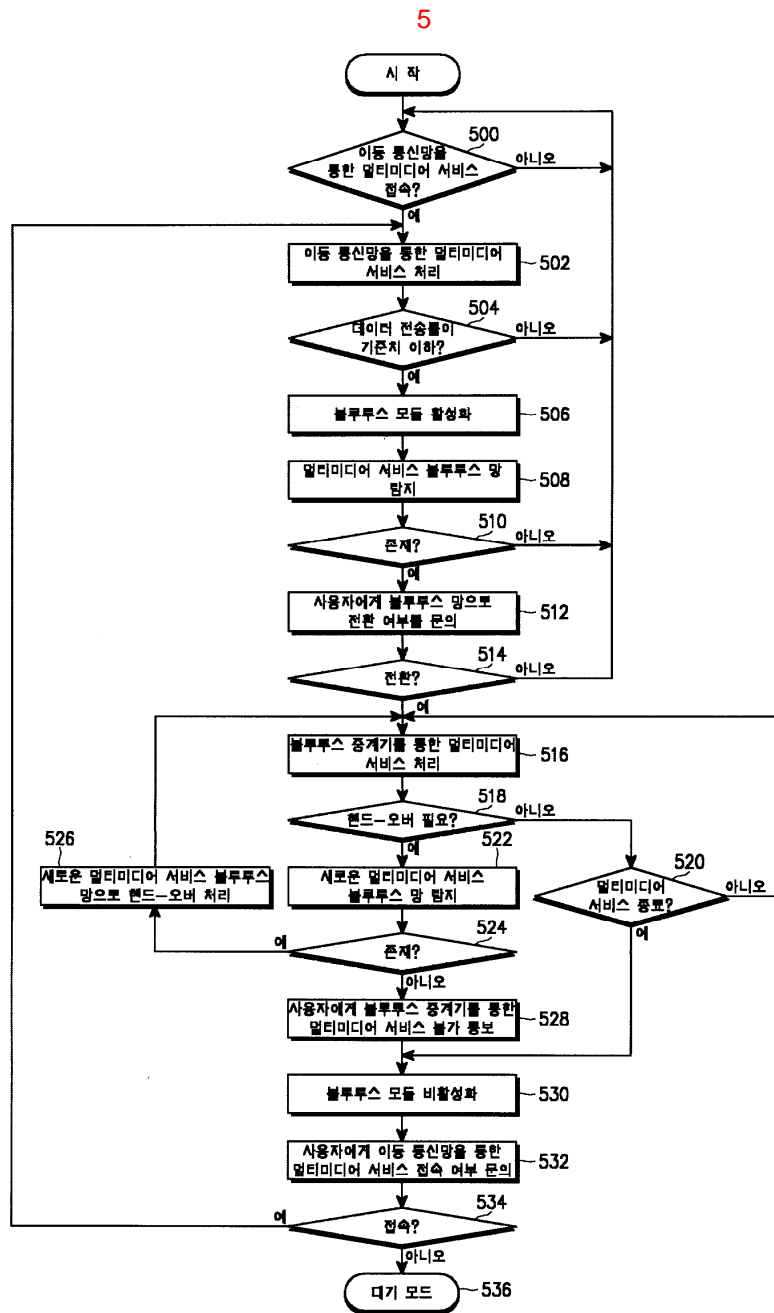 5
시 작
500
이동 통신망을
통한 멀티미디어 서비스
접속?
아니오
예
이동 통신망을 통한 멀티미디어
서비스 처리
502
504
데이터 전송률이
기준치 이하?
아니오
예
블루투스 모듈 활성화
506
멀티미디어 서비스 블루투스 망
탐지
508
510
존재?
아니오
예
사용자에게 블루투스 망으로
전환 여부를 문의
512
514
전환?
아니오
예
블루투스 중계기를 통한 멀티미디어
서비스 처리
516
518
핸드-오버 필요?
아니오
예
526
새로운 멀티미디어 서비스 블루투스
망으로 핸드-오버 처리
522
새로운 멀티미디어 서비스
블루투스 망 탐지
520
멀티미디어
서비스 종료?
아니오
예
524
존재?
예
아니오
사용자에게 블루투스 중계기를 통한
멀티미디어 서비스 불가 통보
528
블루투스 모듈 비활성화
530
사용자에게 이동 통신망을 통한
멀티미디어 서비스 접속 여부 문의
532
534
접속?
예
아니오
대기 모드
536